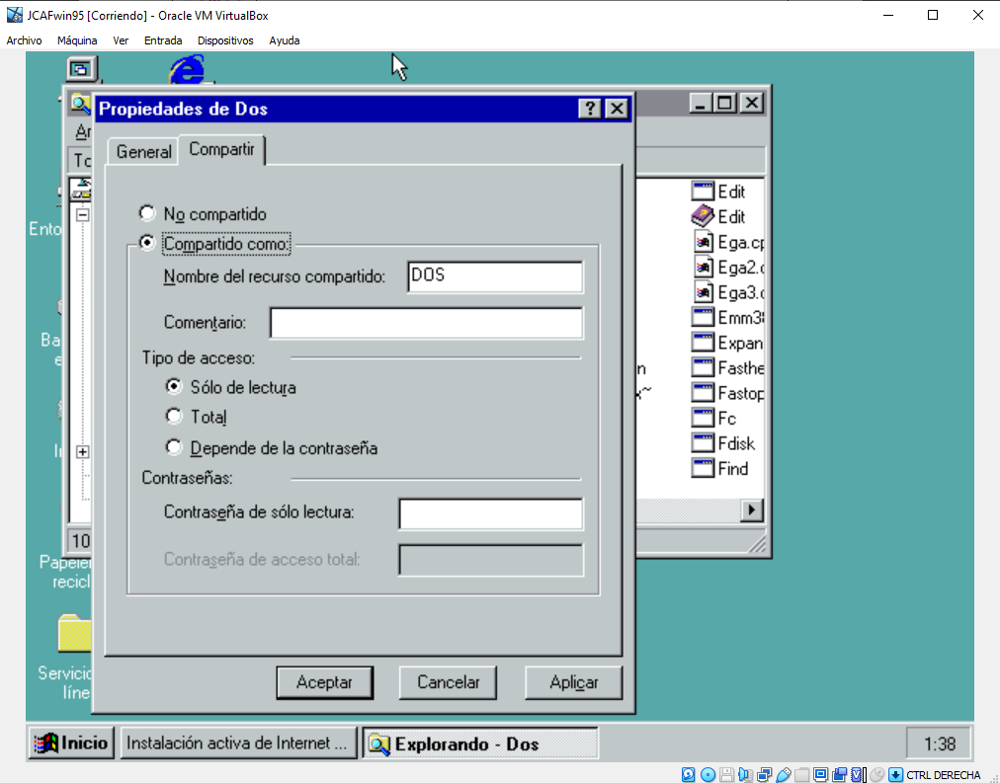 JCAFwin95 [Corriendo] - Oracle VM VirtualBox
Archivo Máquina Ver Entrada Dispositivos Ayuda
Propiedades de Dos
General Compartir
No compartido
Compartido como:
Nombre del recurso compartido: DOS
Comentario:
Tipo de acceso:
Sólo de lectura
Total
Depende de la contraseña
Contraseñas:
Contraseña de sólo lectura:
Contraseña de acceso total:
Aceptar Cancelar Aplicar
Edit
Edit
Ega.cp
Ega2.c
Ega3.c
Emm38
Expan
Fasthe
Fastop
Fc
Fdisk
Find
Ar
To
10
Ento
Ba
e
Papeler
recicl
Servicio
líne
Inicio Instalación activa de Internet ... Explorando - Dos 1:38
CTRL DERECHA